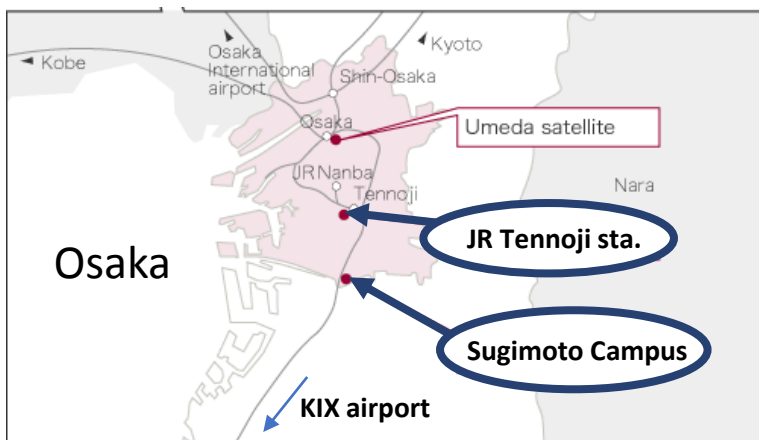 Kyoto
Osaka
International
airport
Kobe
Shin-Osaka
Osaka
Umeda satellite
JR Nanba
Tennoji
Nara
JR Tennoji sta.
Osaka
Sugimoto Campus
KIX airport